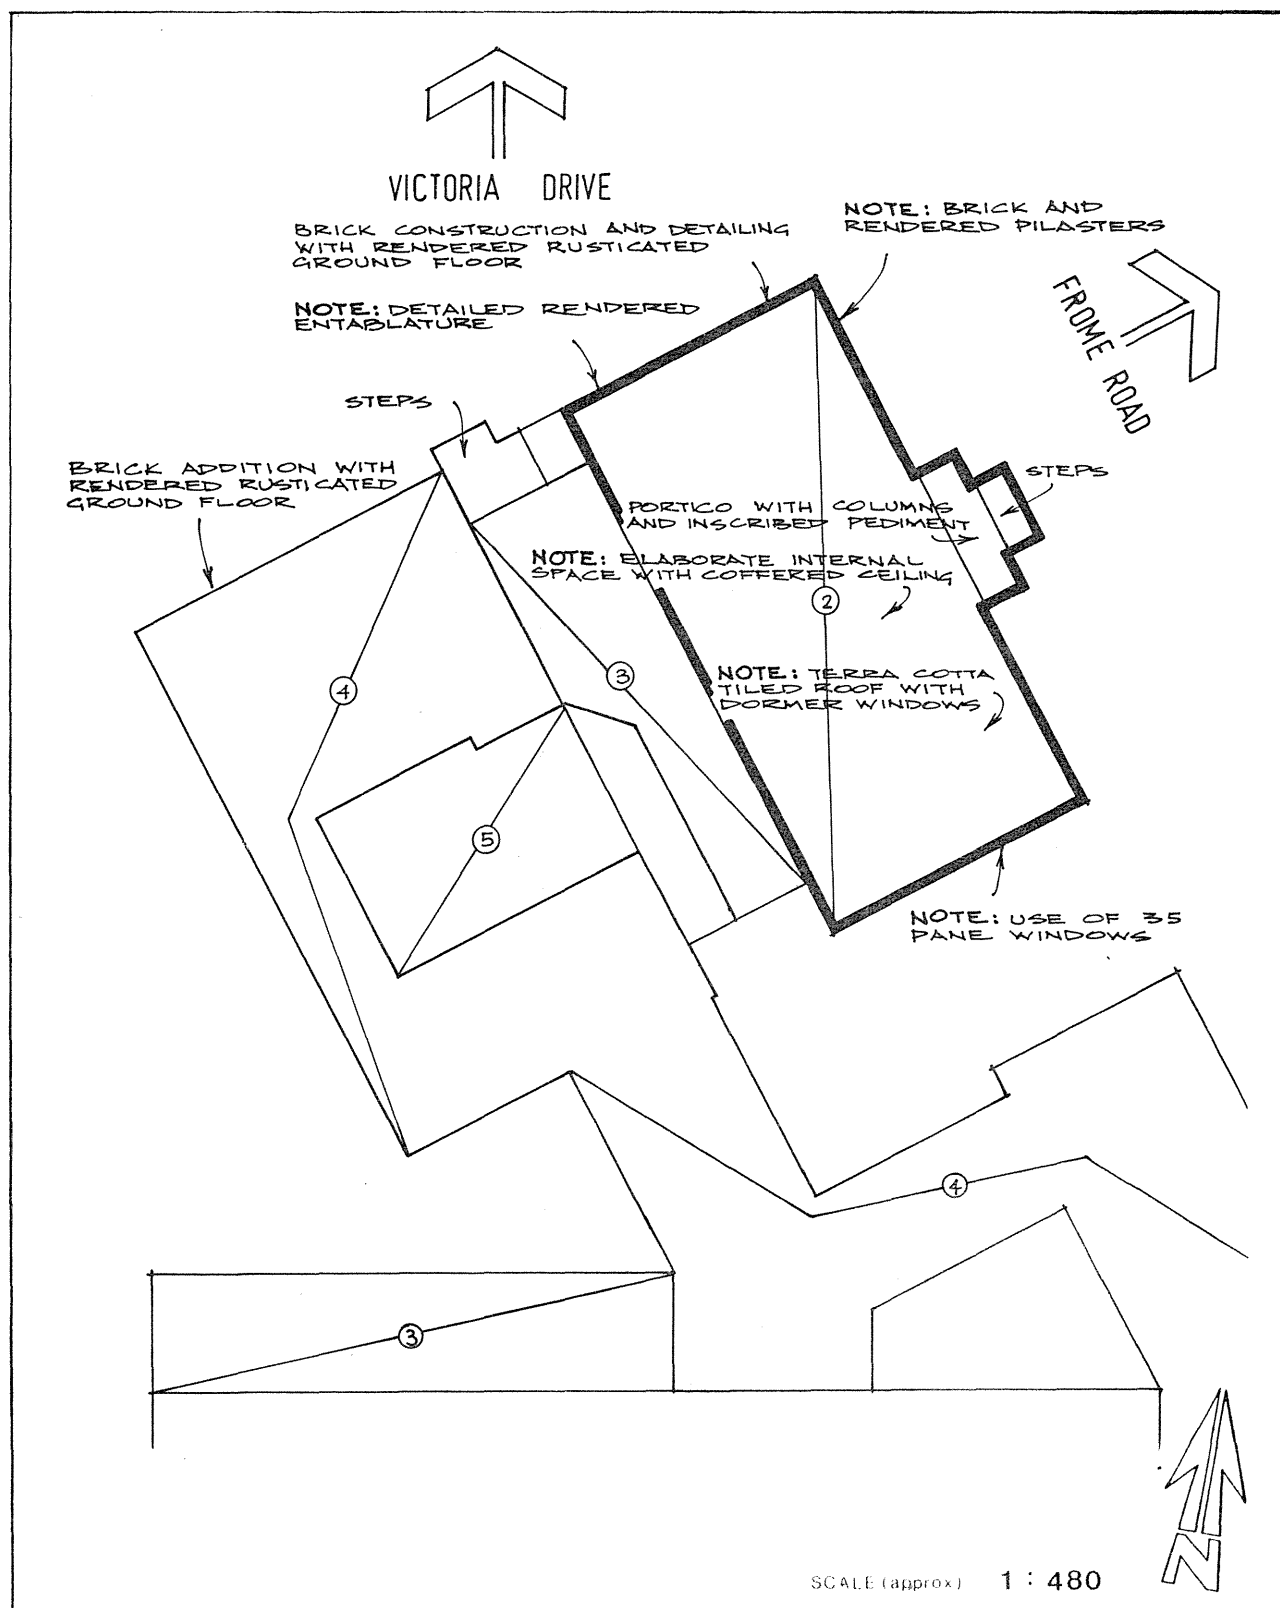 VICTORIA DRIVE
BRICK CONSTRUCTION AND DETAILING
WITH RENDERED RUSTICATED
GROUND FLOOR
NOTE: BRICK AND
RENDERED PILASTERS
NOTE: DETAILED RENDERED
ENTABLATURE
FROME ROAD
STEPS
BRICK ADDITION WITH
RENDERED RUSTICATED
GROUND FLOOR
STEPS
PORTICO WITH COLUMNS
AND INSCRIBED PEDIMENT
NOTE: ELABORATE INTERNAL
SPACE WITH COFFERED CEILING
2
NOTE: TERRA COTTA
TILED ROOF WITH
DORMER WINDOWS
3
4
5
NOTE: USE OF 35
PANE WINDOWS
4
3
N
SCALE (approx) 1 : 480